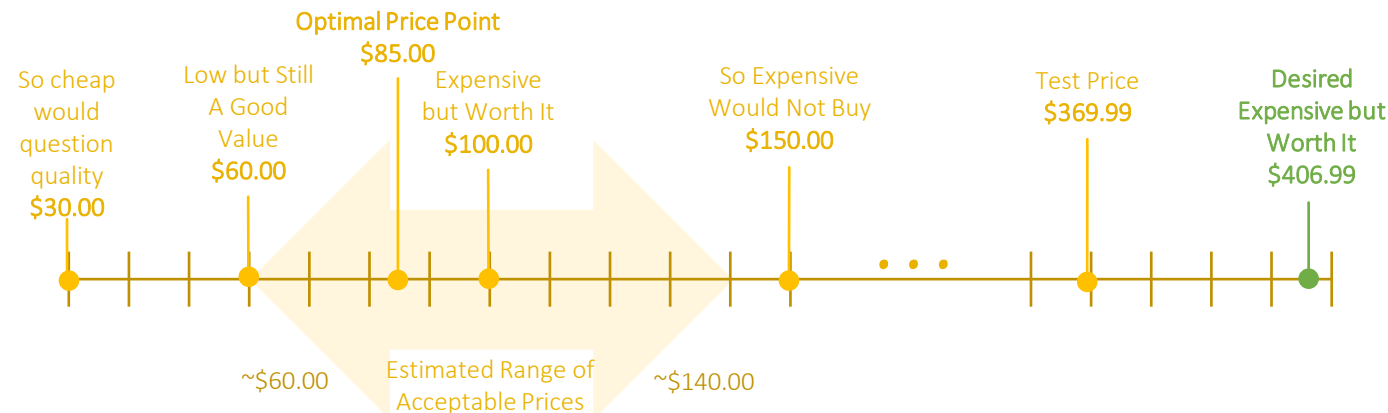 Optimal Price Point
$85.00
So cheap
would
question
quality
$30.00
Low but Still
A Good
Value
$60.00
Expensive
but Worth It
$100.00
So Expensive
Would Not Buy
$150.00
Test Price
$369.99
Desired
Expensive but
Worth It
$406.99
...
~$60.00
Estimated Range of
Acceptable Prices
~$140.00